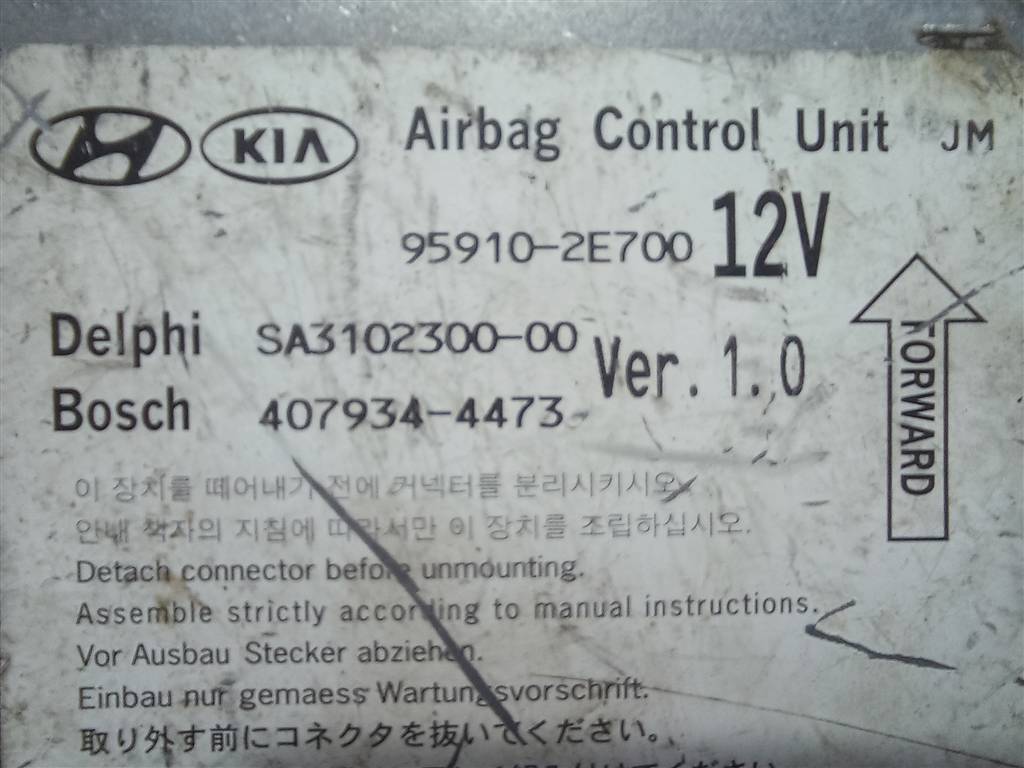 KIA Airbag Control Unit JM
95910-2E700 12V
Delphi SA3102300-00 Ver. 1.0
Bosch 407934-4473
FORWARD
이 장치를 떼어내기 전에 커넥터를 분리시키시오
안내 책자의 지침에 따라서만 이 장치를 조립하십시오.
Detach connector before unmounting.
Assemble strictly according to manual instructions.
Vor Ausbau Stecker abziehen.
Einbau nur gemaess Wartungsvorschrift.
取り外す前にコネクタを抜いてください。